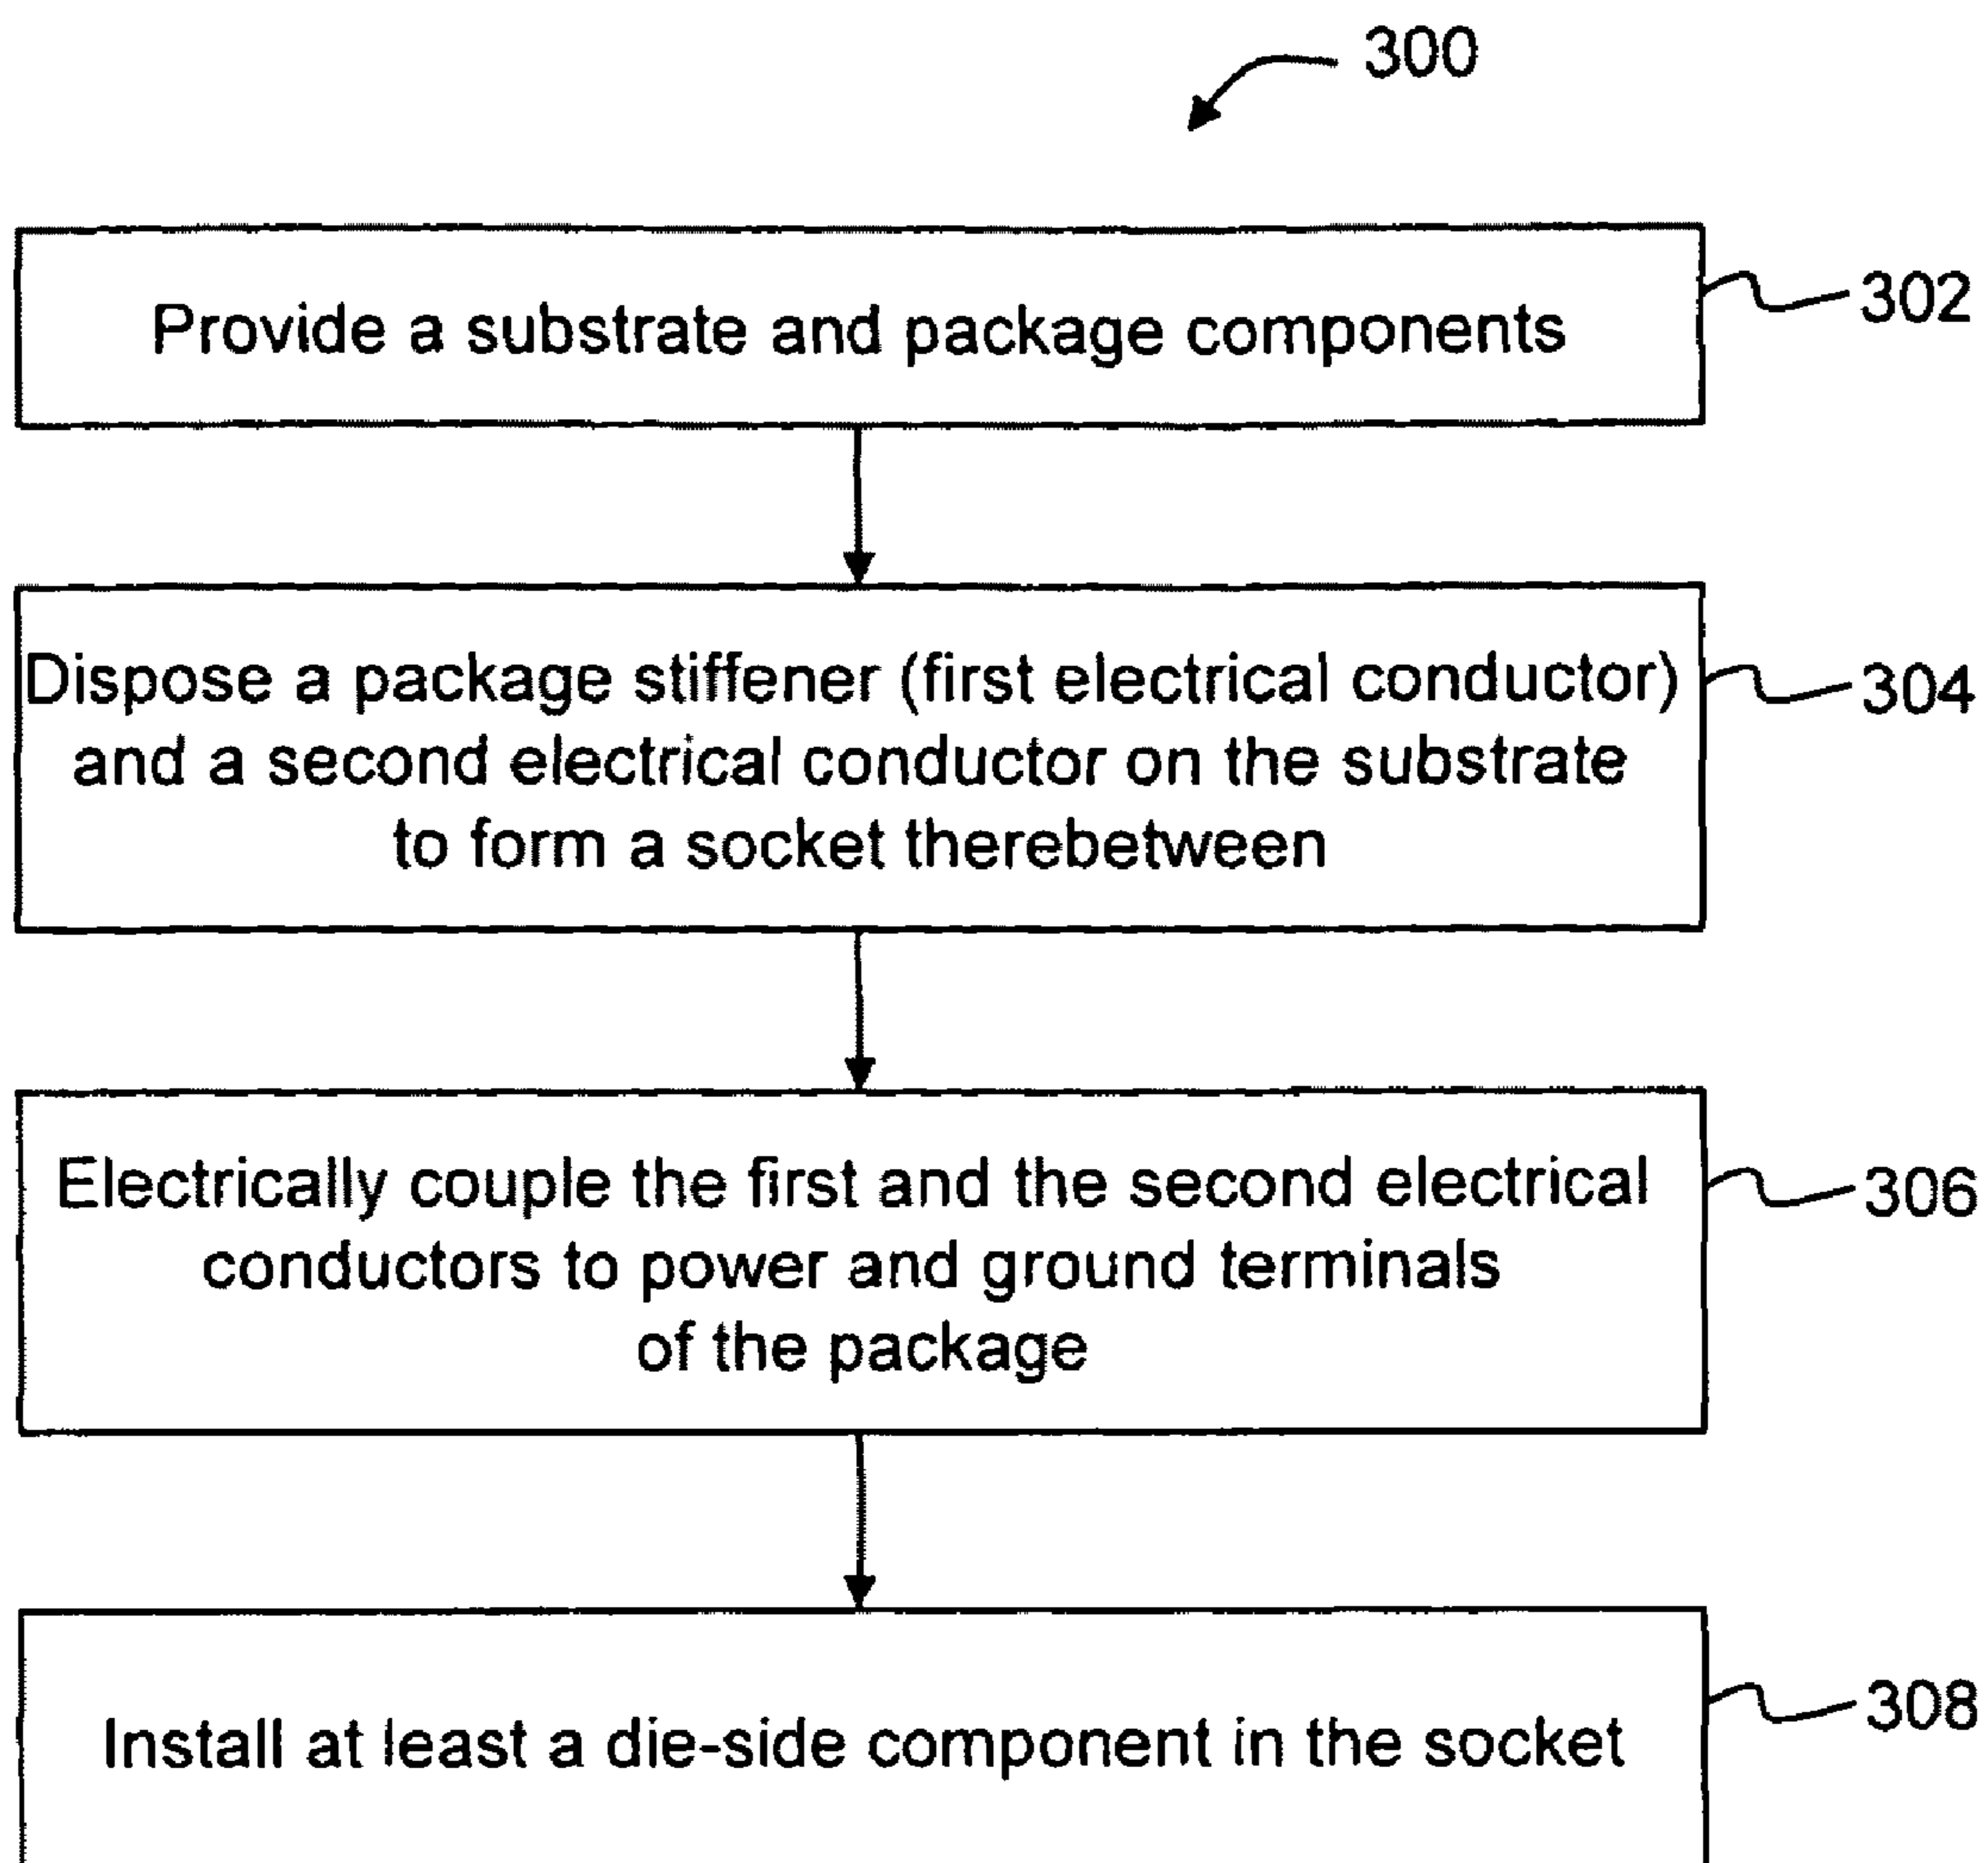 300
Provide a substrate and package components
302
Dispose a package stiffener (first electrical conductor)
and a second electrical conductor on the substrate
to form a socket therebetween
304
Electrically couple the first and the second electrical
conductors to power and ground terminals
of the package
306
Install at least a die-side component in the socket
308